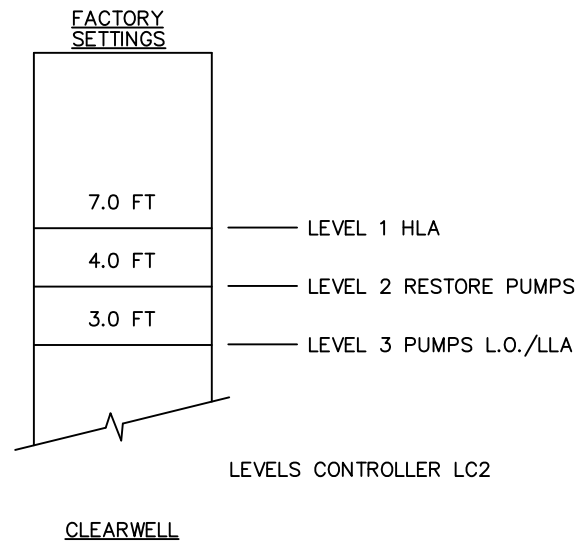 FACTORY
SETTINGS
7.0 FT
LEVEL 1 HLA
4.0 FT
LEVEL 2 RESTORE PUMPS
3.0 FT
LEVEL 3 PUMPS L.O./LLA
LEVELS CONTROLLER LC2
CLEARWELL